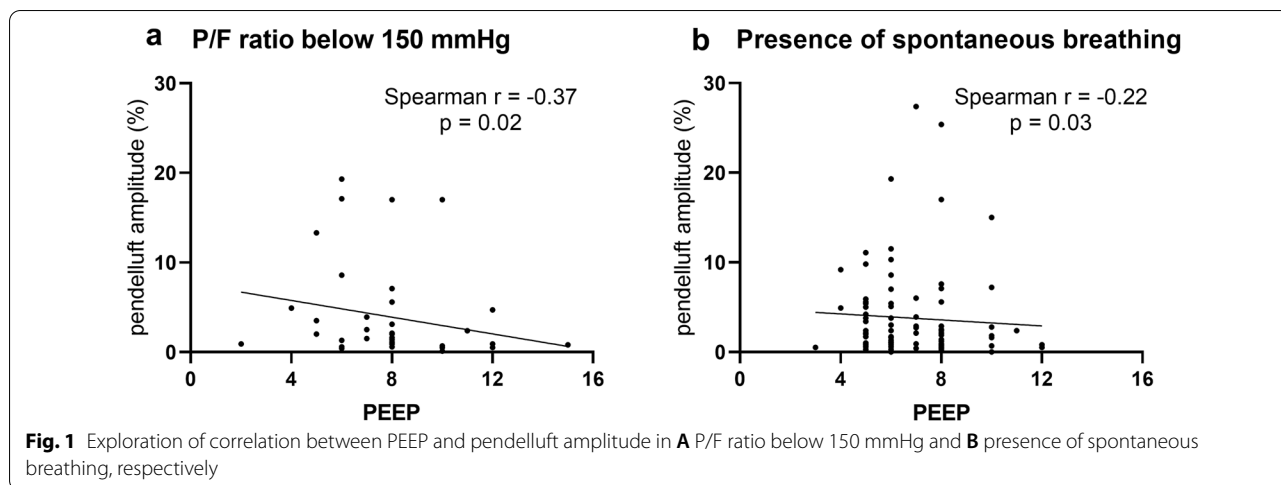 a P/F ratio below 150 mmHg
30
20
10
0
pendelluft amplitude (%)
Spearman r = -0.37
p = 0.02
0 4 8 12 16
PEEP
b Presence of spontaneous breathing
30
20
10
0
pendelluft amplitude (%)
Spearman r = -0.22
p = 0.03
0 4 8 12 16
PEEP
Fig. 1 Exploration of correlation between PEEP and pendelluft amplitude in A P/F ratio below 150 mmHg and B presence of spontaneous
breathing, respectively